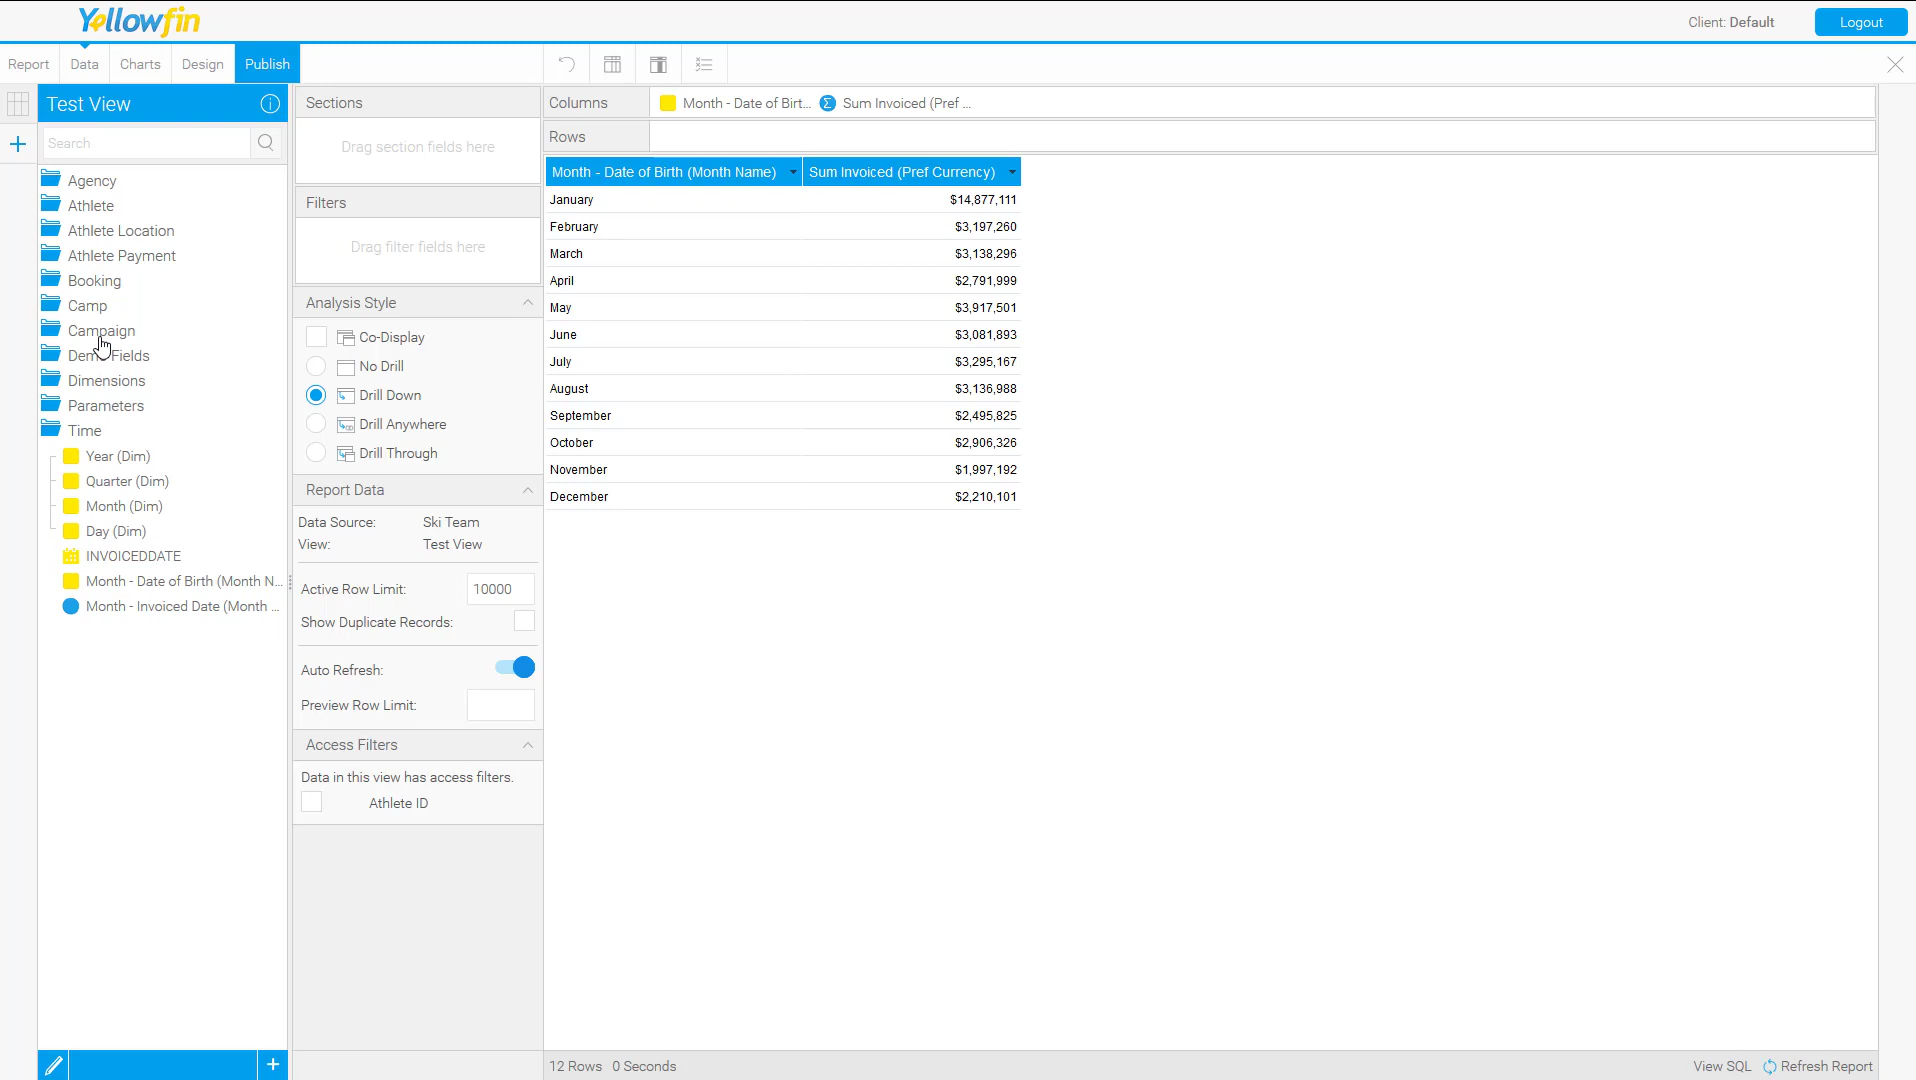 Yellowfin
Client: Default
Logout
Report
Data
Charts
Design
Publish
Test View
Search
Agency
Athlete
Athlete Location
Athlete Payment
Booking
Camp
Campaign
Fields
Dimensions
Parameters
Time
Year (Dim)
Quarter (Dim)
Month (Dim)
Day (Dim)
INVOICEDDATE
Month - Date of Birth (Month N...
Month - Invoiced Date (Month ...
Sections
Drag section fields here
Filters
Drag filter fields here
Analysis Style
Co-Display
No Drill
Drill Down
Drill Anywhere
Drill Through
Report Data
Data Source: Ski Team
View: Test View
Active Row Limit: 10000
Show Duplicate Records:
Auto Refresh:
Preview Row Limit:
Access Filters
Data in this view has access filters.
Athlete ID
Columns Month - Date of Birt... Σ Sum Invoiced (Pref ...
Rows
Month - Date of Birth (Month Name) Sum Invoiced (Pref Currency)
January $14,877,111
February $3,197,260
March $3,138,296
April $2,791,999
May $3,917,501
June $3,081,893
July $3,295,167
August $3,136,988
September $2,495,825
October $2,906,326
November $1,997,192
December $2,210,101
12 Rows 0 Seconds
View SQL Refresh Report